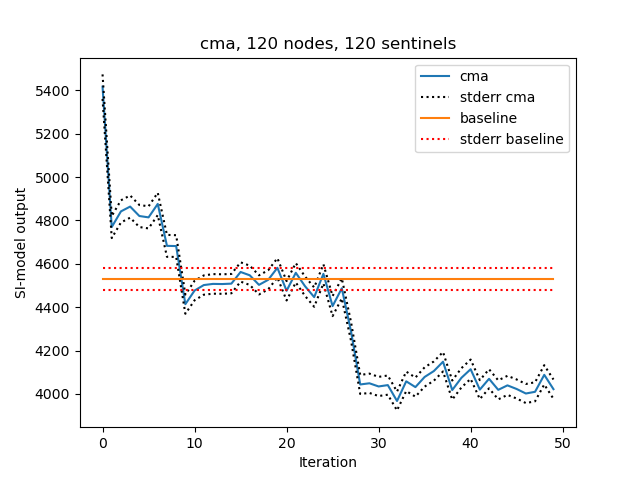 cma, 120 nodes, 120 sentinels
cma
stderr cma
baseline
stderr baseline
SI-model output
5400
5200
5000
4800
4600
4400
4200
4000
0 10 20 30 40 50
Iteration